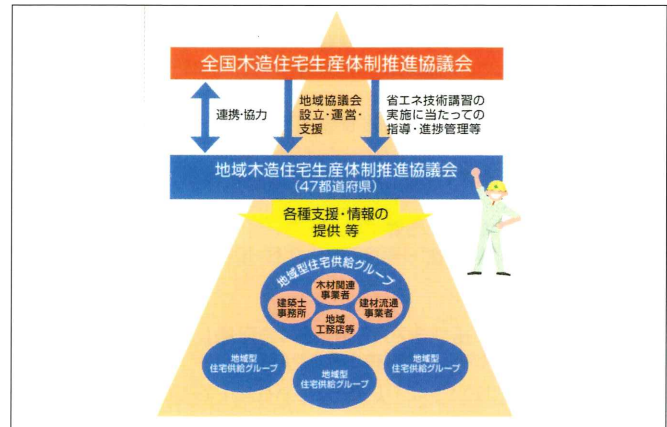 全国木造住宅生産体制推進協議会
連携・協力
地域協議会
設立・運営・
支援
省エネ技術講習の
実施に当たっての
指導・進捗管理等
地域木造住宅生産体制推進協議会
(47都道府県)
各種支援・情報の
提供 等
地域型住宅供給グループ
木材関連
事業者
建築士
事務所
建材流通
事業者
地域
工務店等
地域型
住宅供給グループ
地域型
住宅供給グループ
地域型
住宅供給グループ